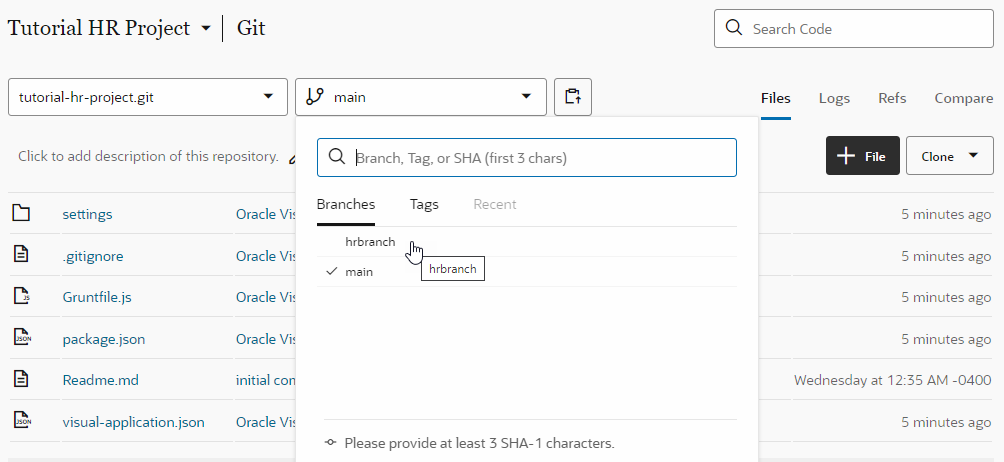 Tutorial HR Project Git
Search Code
tutorial-hr-project.git main
Files Logs Refs Compare
Click to add description of this repository.
Branch, Tag, or SHA (first 3 chars)
File Clone
Branches Tags Recent
hrbranch
main
hrbranch
settings Oracle Vis 5 minutes ago
.gitignore Oracle Vis 5 minutes ago
Gruntfile.js Oracle Vis 5 minutes ago
package.json Oracle Vis 5 minutes ago
Readme.md initial con Wednesday at 12:35 AM -0400
visual-application.json Oracle Vis 5 minutes ago
Please provide at least 3 SHA-1 characters.